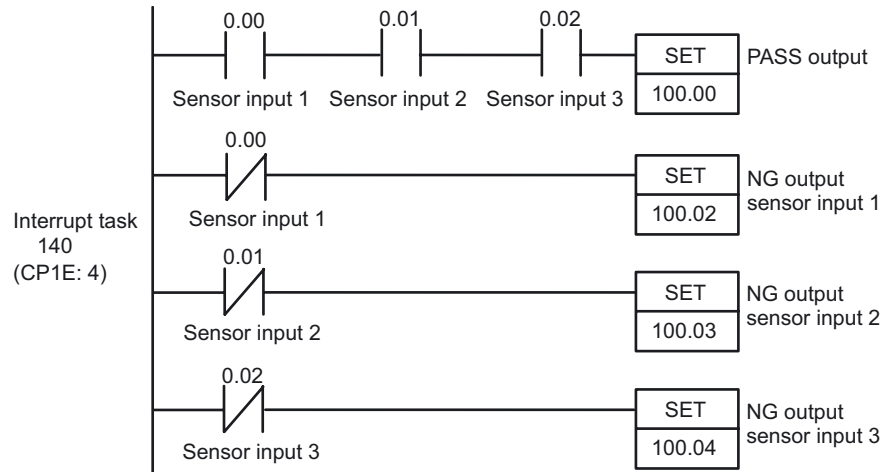 0.00 0.01 0.02
SET PASS output
Sensor input 1 Sensor input 2 Sensor input 3 100.00
0.00
SET NG output
sensor input 1
Sensor input 1 100.02
Interrupt task
140
(CP1E: 4)
0.01
SET NG output
sensor input 2
Sensor input 2 100.03
0.02
SET NG output
sensor input 3
Sensor input 3 100.04